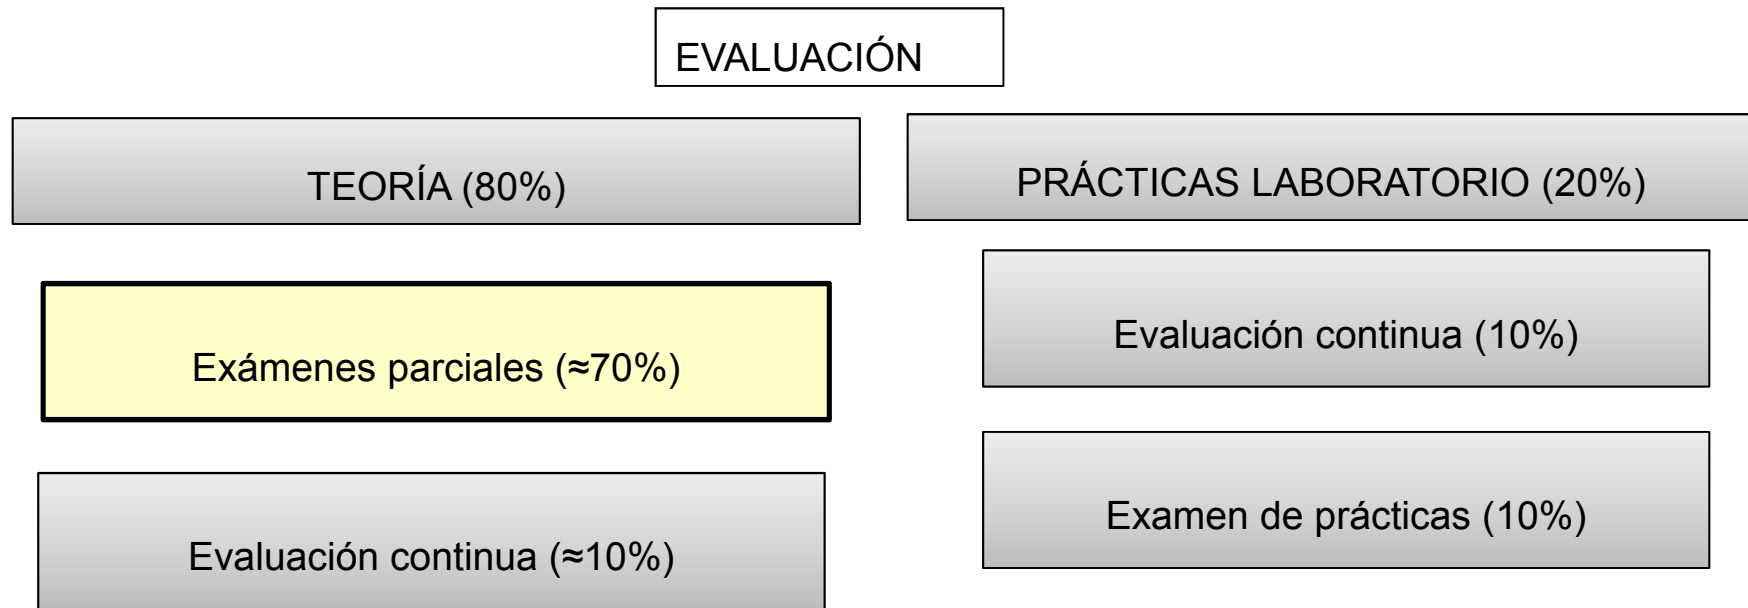 EVALUACIÓN
TEORÍA (80%)
PRÁCTICAS LABORATORIO (20%)
Exámenes parciales (≈70%)
Evaluación continua (10%)
Evaluación continua (≈10%)
Examen de prácticas (10%)